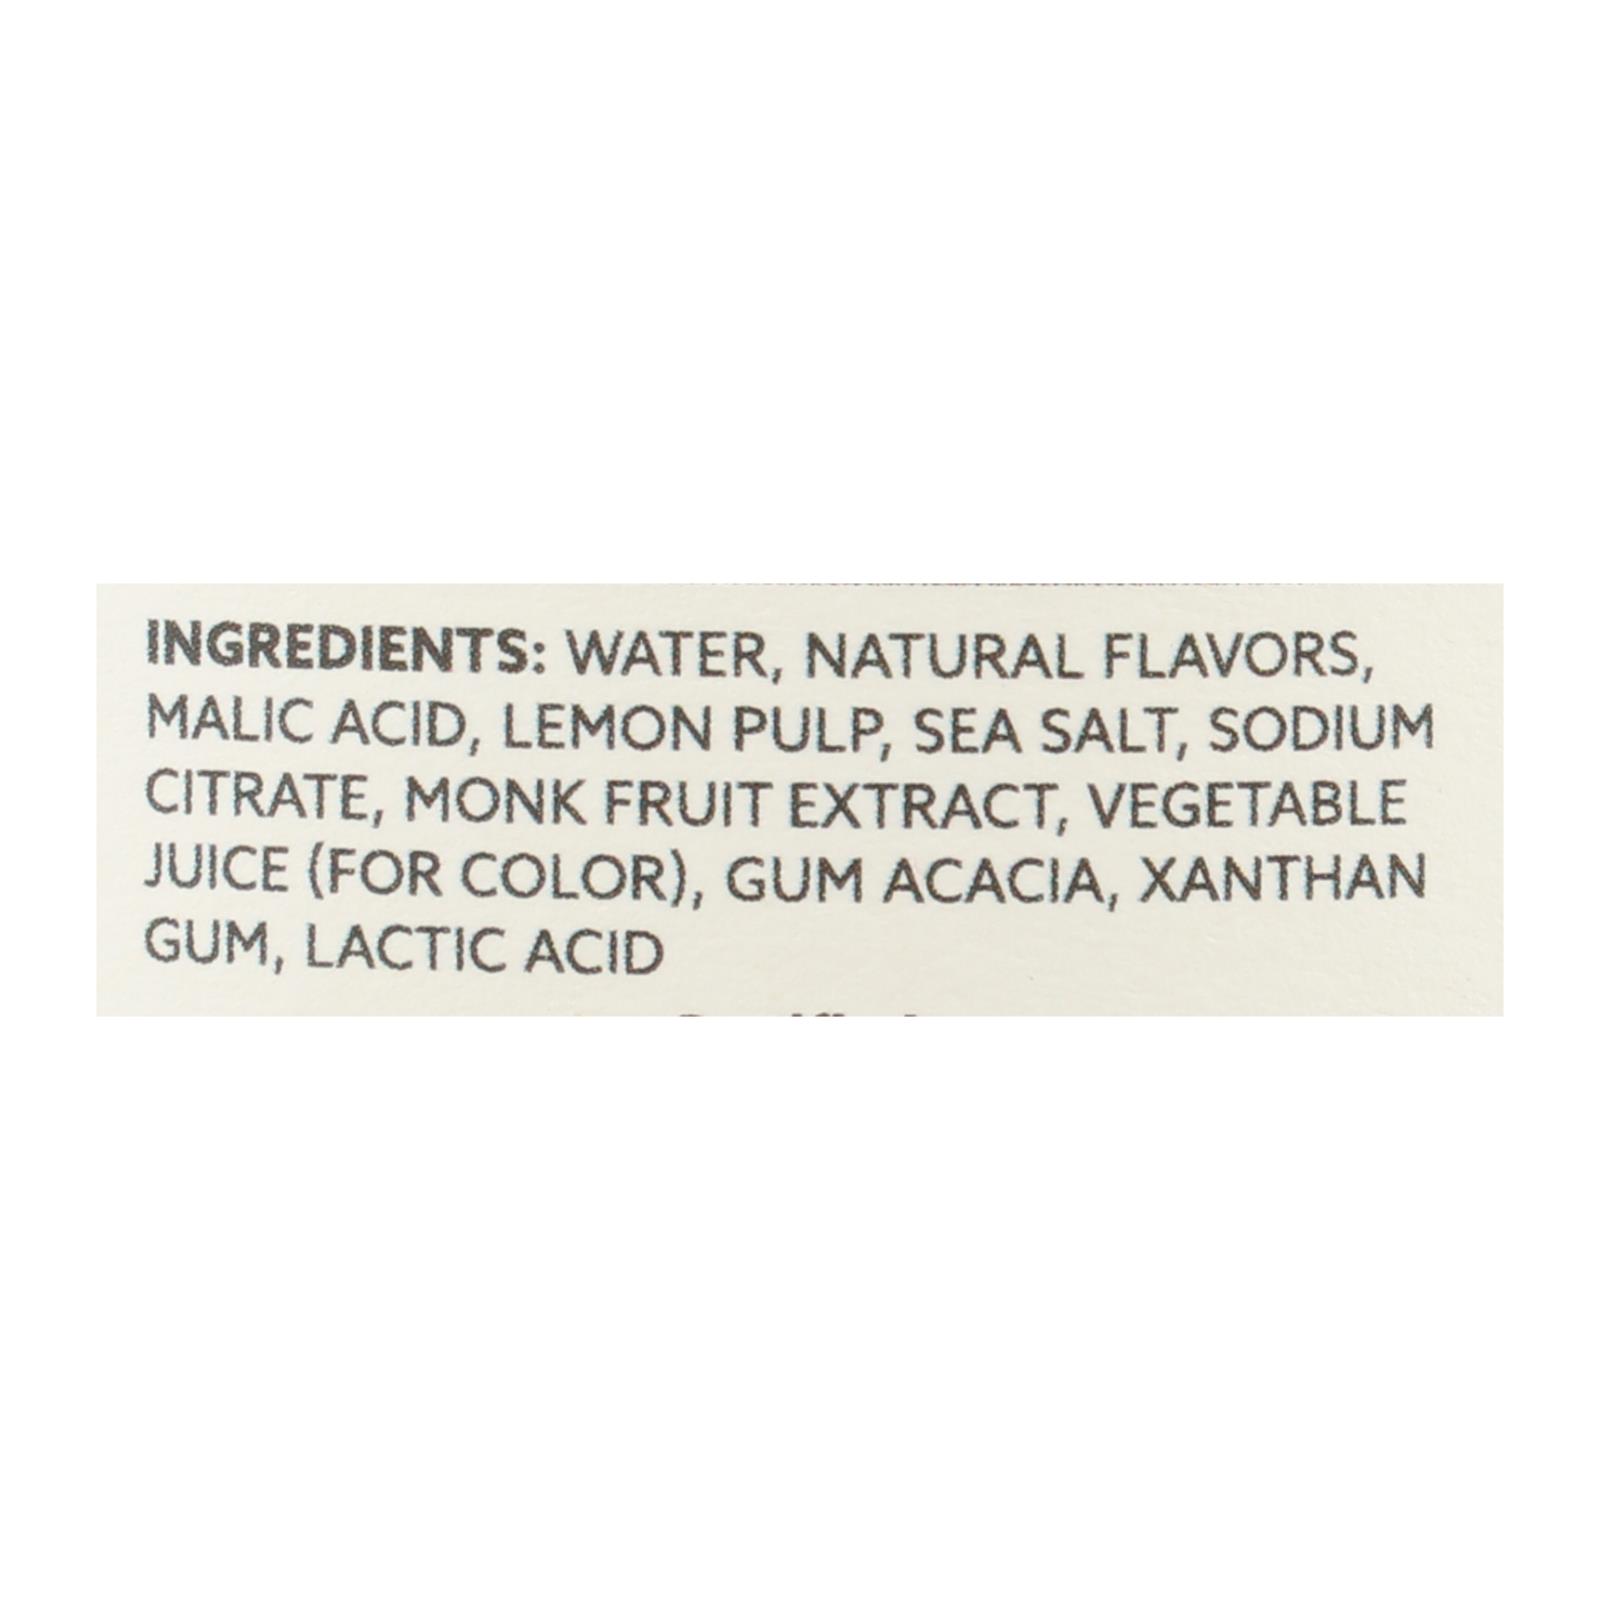 INGREDIENTS: WATER, NATURAL FLAVORS,
MALIC ACID, LEMON PULP, SEA SALT, SODIUM
CITRATE, MONK FRUIT EXTRACT, VEGETABLE
JUICE (FOR COLOR), GUM ACACIA, XANTHAN
GUM, LACTIC ACID